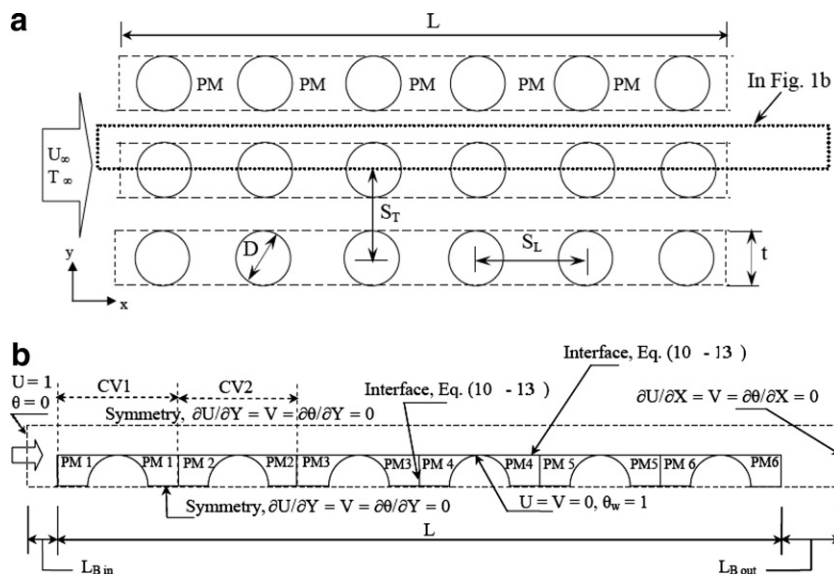 a
L
PM PM PM PM PM
In Fig. 1b
U∞
T∞
S_T
D
S_L
t
y
x
b
U = 1
θ = 0
CV1
CV2
Interface, Eq. (10 - 13)
Interface, Eq. (10 - 13)
∂U/∂X = V = ∂θ/∂X = 0
Symmetry, ∂U/∂Y = V = ∂θ/∂Y = 0
PM 1 PM 1 PM 2 PM2 PM3 PM3 PM 4 PM4 PM 5 PM5 PM 6 PM6
Symmetry, ∂U/∂Y = V = ∂θ/∂Y = 0
U = V = 0, θw = 1
L
L_B in
L_B out